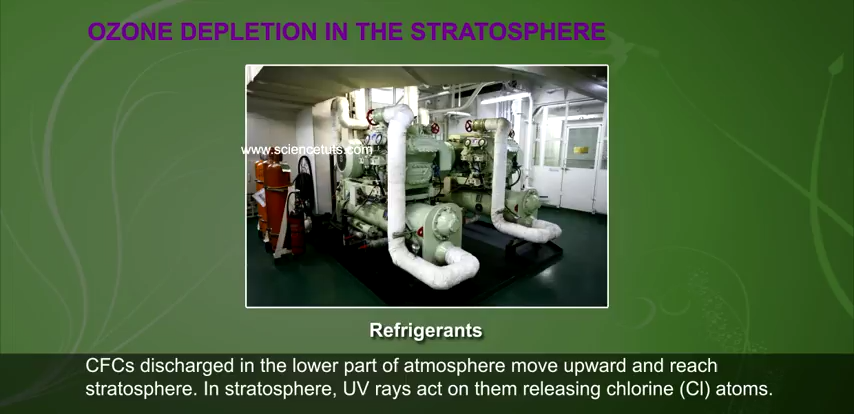 OZONE DEPLETION IN THE STRATOSPHERE
www.sciencetuts.com
Refrigerants
CFCs discharged in the lower part of atmosphere move upward and reach
stratosphere. In stratosphere, UV rays act on them releasing chlorine (Cl) atoms.